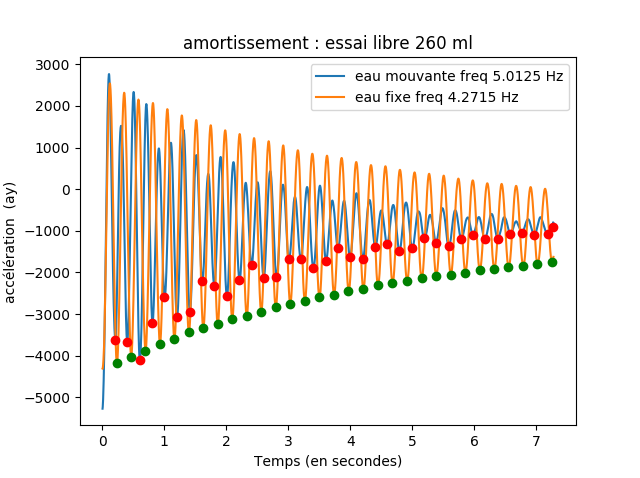 amortissement : essai libre 260 ml
eau mouvante freq 5.0125 Hz
eau fixe freq 4.2715 Hz
accélération  (ay)
3000
2000
1000
0
−1000
−2000
−3000
−4000
−5000
0 1 2 3 4 5 6 7
Temps (en secondes)